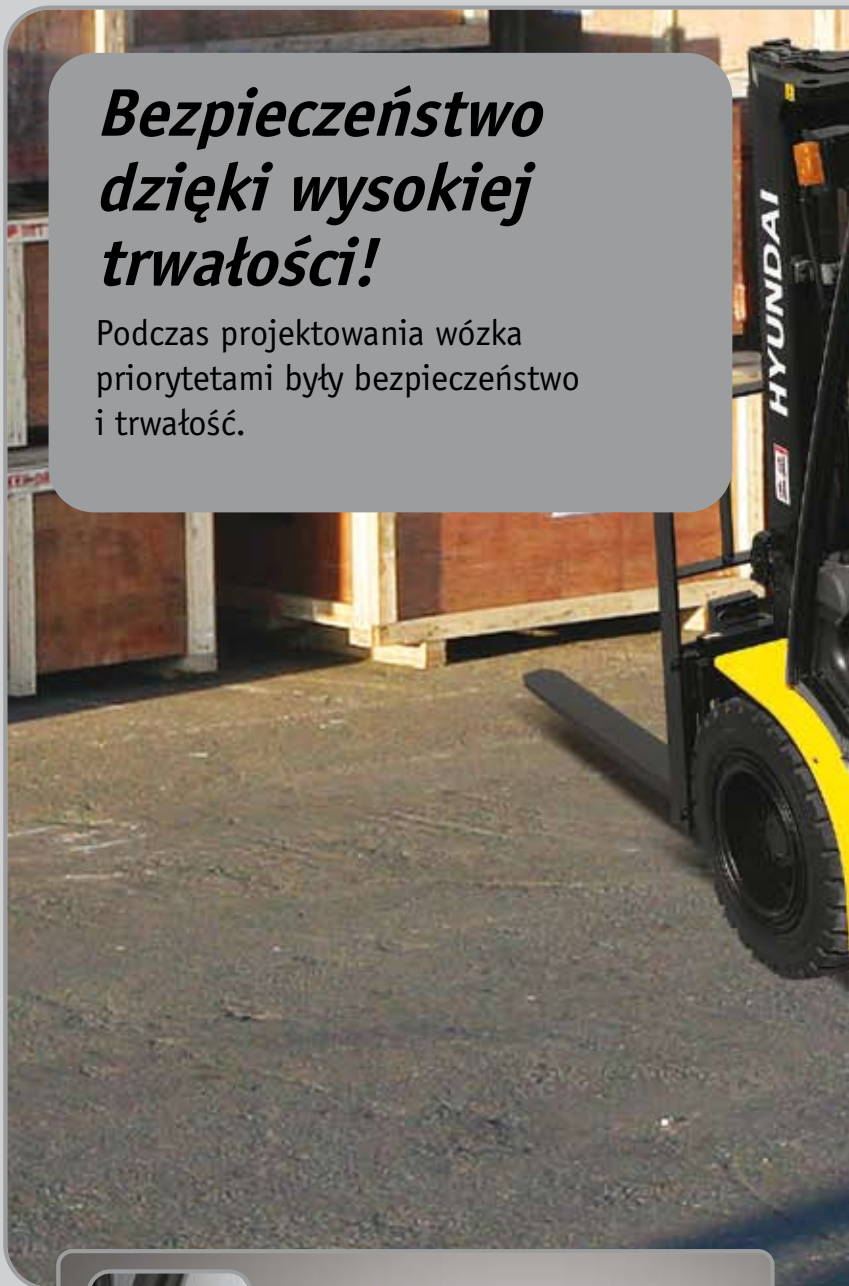 Bezpieczeństwo
dzięki wysokiej
trwałości!
Podczas projektowania wózka
priorytetami były bezpieczeństwo
i trwałość.
HYUNDAI